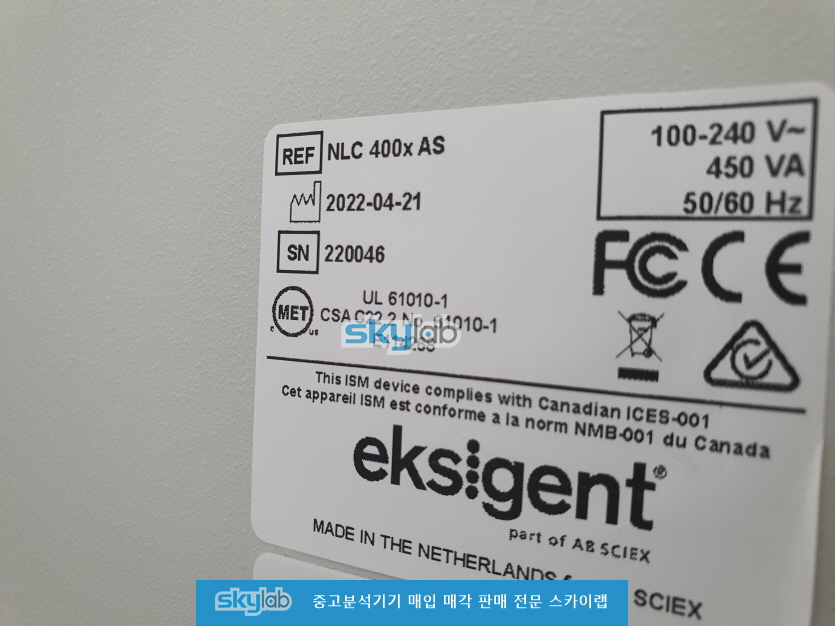 REF NLC 400x AS
2022-04-21
SN 220046
100-240 V~
450 VA
50/60 Hz
FC CE
c MET us
UL 61010-1
CSA C22.2 No. 61010-1
skylab
This ISM device complies with Canadian ICES-001
Cet appareil ISM est conforme a la norm NMB-001 du Canada
eksigent®
part of AB SCIEX
MADE IN THE NETHERLANDS
SCIEX
skylab 중고분석기기 매입 매각 판매 전문 스카이랩